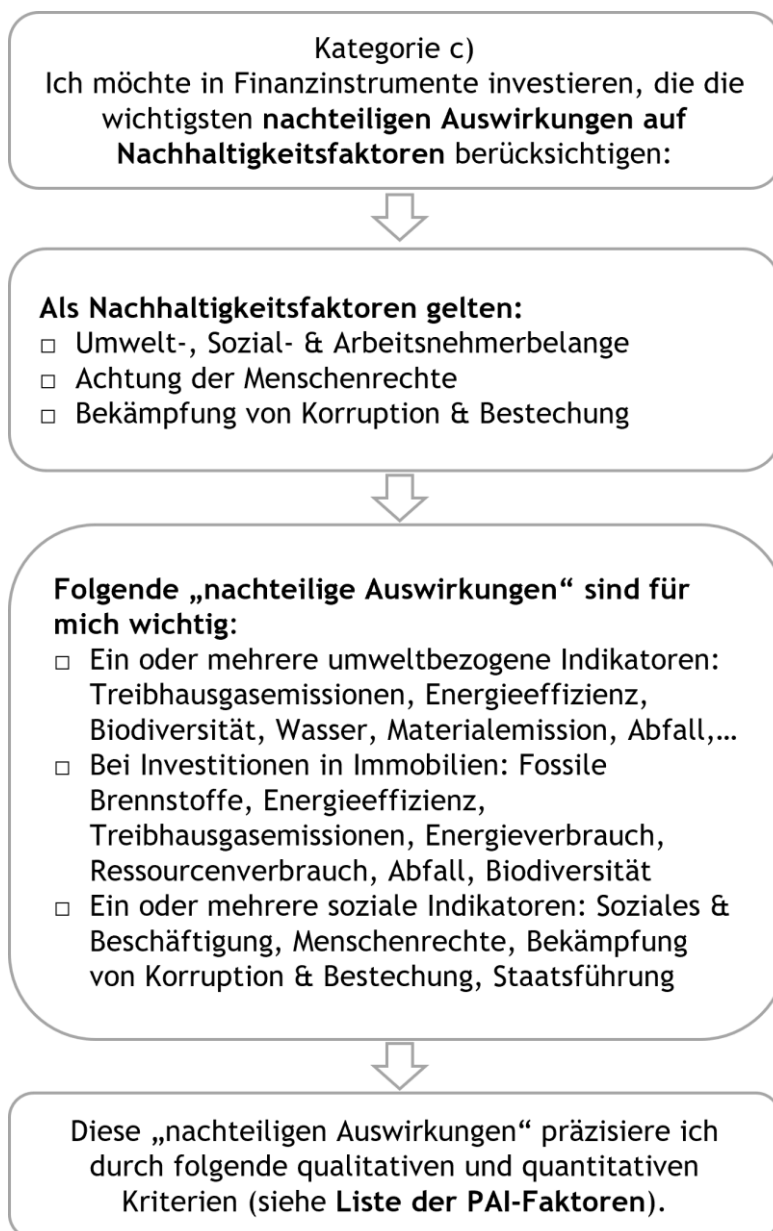 Kategorie c)
Ich möchte in Finanzinstrumente investieren, die die
wichtigsten nachteiligen Auswirkungen auf
Nachhaltigkeitsfaktoren berücksichtigen:
Als Nachhaltigkeitsfaktoren gelten:
□ Umwelt-, Sozial- & Arbeitsnehmerbelange
□ Achtung der Menschenrechte
□ Bekämpfung von Korruption & Bestechung
Folgende „nachteilige Auswirkungen“ sind für
mich wichtig:
□ Ein oder mehrere umweltbezogene Indikatoren:
Treibhausgasemissionen, Energieeffizienz,
Biodiversität, Wasser, Materialemission, Abfall,…
□ Bei Investitionen in Immobilien: Fossile
Brennstoffe, Energieeffizienz,
Treibhausgasemissionen, Energieverbrauch,
Ressourcenverbrauch, Abfall, Biodiversität
□ Ein oder mehrere soziale Indikatoren: Soziales &
Beschäftigung, Menschenrechte, Bekämpfung
von Korruption & Bestechung, Staatsführung
Diese „nachteiligen Auswirkungen“ präzisiere ich
durch folgende qualitativen und quantitativen
Kriterien (siehe Liste der PAI-Faktoren).